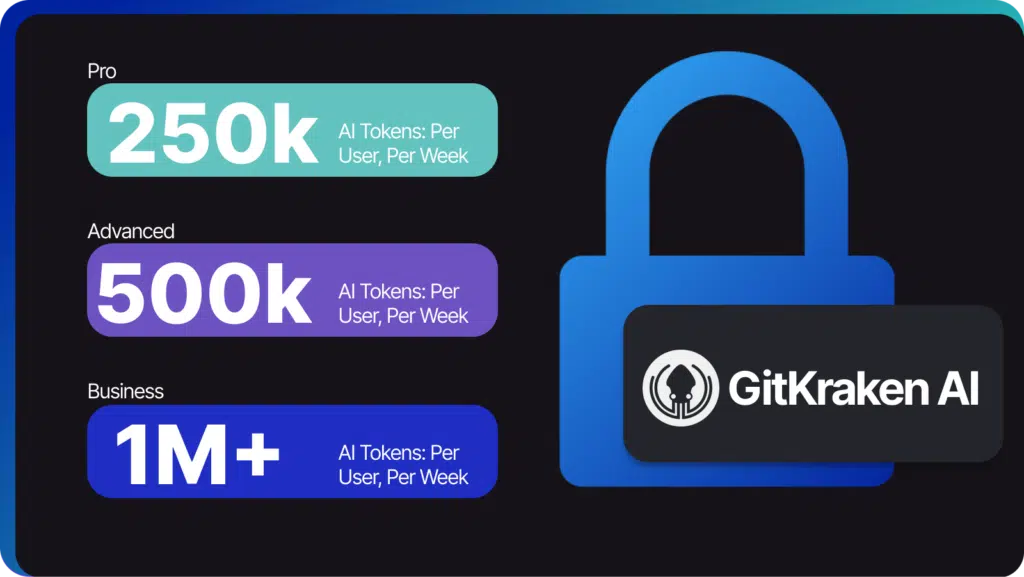 Pro
250k
AI Tokens: Per
User, Per Week
Advanced
500k
AI Tokens: Per
User, Per Week
Business
1M+
AI Tokens: Per
User, Per Week
GitKraken AI